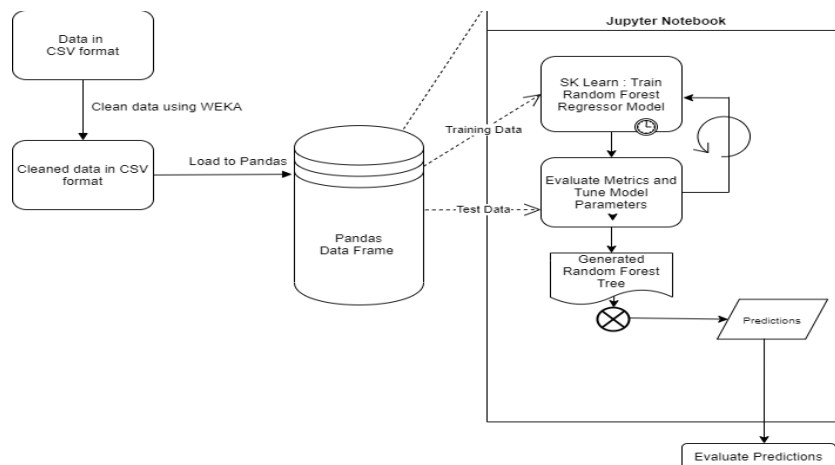 Data in
CSV format
Clean data using WEKA
Cleaned data in CSV
format
Load to Pandas
Pandas
Data Frame
Training Data
Test Data
Jupyter Notebook
SK Learn : Train
Random Forest
Regressor Model
Evaluate Metrics and
Tune Model
Parameters
Generated
Random Forest
Tree
Predictions
Evaluate Predictions